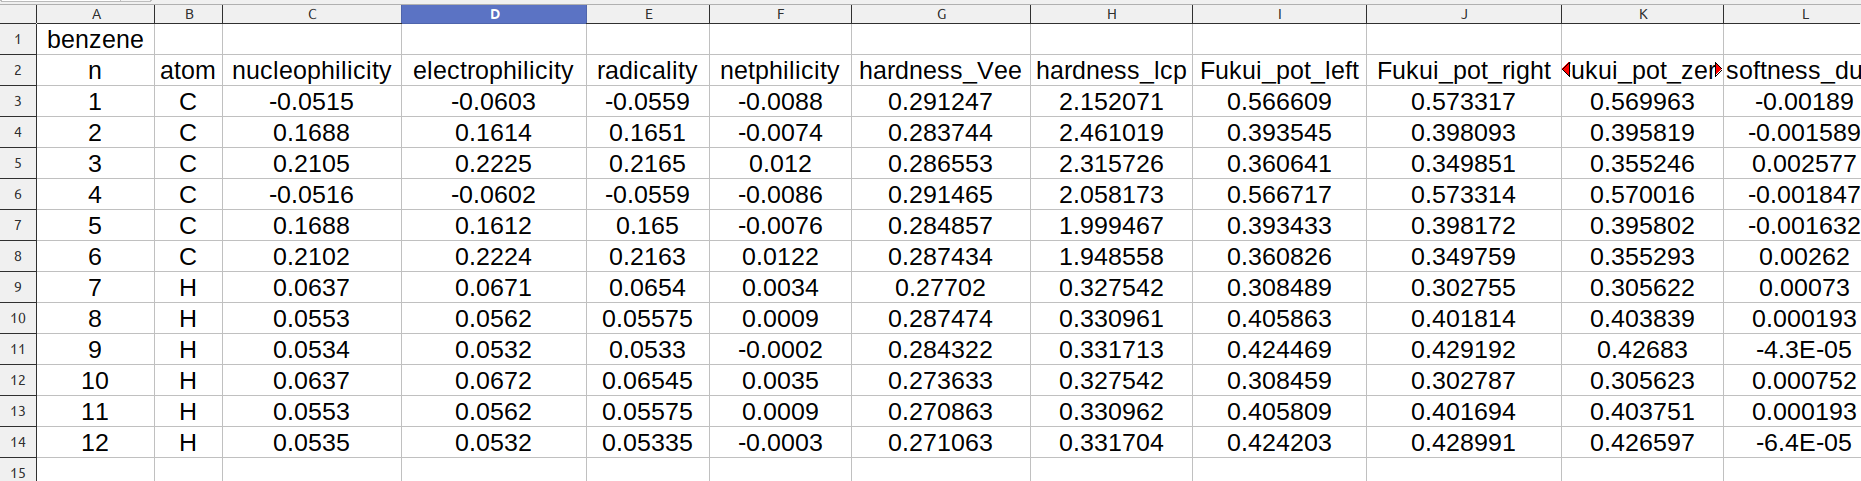 A B C D E F G H I J K L
1 benzene
2 n atom nucleophilicity electrophilicity radicality netphilicity hardness_Vee hardness_lcp Fukui_pot_left Fukui_pot_right ukui_pot_zer softness_du
3 1 C -0.0515 -0.0603 -0.0559 -0.0088 0.291247 2.152071 0.566609 0.573317 0.569963 -0.00189
4 2 C 0.1688 0.1614 0.1651 -0.0074 0.283744 2.461019 0.393545 0.398093 0.395819 -0.001589
5 3 C 0.2105 0.2225 0.2165 0.012 0.286553 2.315726 0.360641 0.349851 0.355246 0.002577
6 4 C -0.0516 -0.0602 -0.0559 -0.0086 0.291465 2.058173 0.566717 0.573314 0.570016 -0.001847
7 5 C 0.1688 0.1612 0.165 -0.0076 0.284857 1.999467 0.393433 0.398172 0.395802 -0.001632
8 6 C 0.2102 0.2224 0.2163 0.0122 0.287434 1.948558 0.360826 0.349759 0.355293 0.00262
9 7 H 0.0637 0.0671 0.0654 0.0034 0.27702 0.327542 0.308489 0.302755 0.305622 0.00073
10 8 H 0.0553 0.0562 0.05575 0.0009 0.287474 0.330961 0.405863 0.401814 0.403839 0.000193
11 9 H 0.0534 0.0532 0.0533 -0.0002 0.284322 0.331713 0.424469 0.429192 0.42683 -4.3E-05
12 10 H 0.0637 0.0672 0.06545 0.0035 0.273633 0.327542 0.308459 0.302787 0.305623 0.000752
13 11 H 0.0553 0.0562 0.05575 0.0009 0.270863 0.330962 0.405809 0.401694 0.403751 0.000193
14 12 H 0.0535 0.0532 0.05335 -0.0003 0.271063 0.331704 0.424203 0.428991 0.426597 -6.4E-05
15